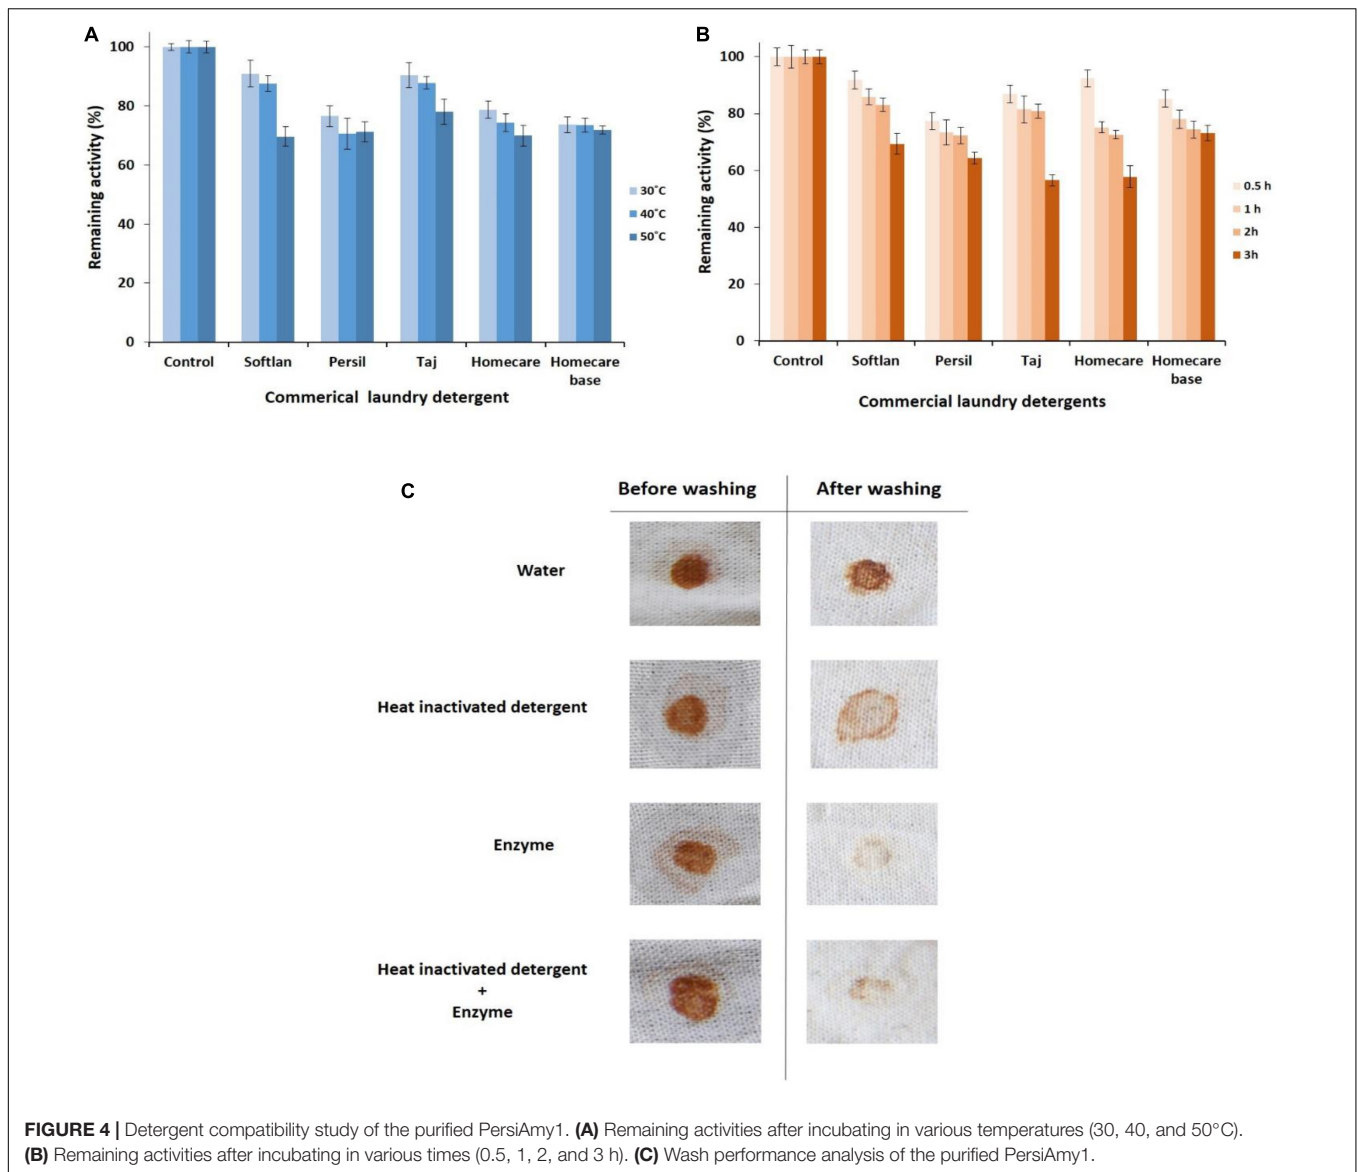 A
100
80
60
40
20
0
Remaining activity (%)
Control Softlan Persil Taj Homecare Homecare
base
Commerical laundry detergent
30°C
40°C
50°C
B
100
80
60
40
20
0
Remaining activity (%)
Control Softlan Persil Taj Homecare Homecare
base
Commercial laundry detergents
0.5 h
1 h
2h
3h
C
Before washing After washing
Water
Heat inactivated detergent
Enzyme
Heat inactivated detergent
+
Enzyme
FIGURE 4 | Detergent compatibility study of the purified PersiAmy1. (A) Remaining activities after incubating in various temperatures (30, 40, and 50°C).
(B) Remaining activities after incubating in various times (0.5, 1, 2, and 3 h). (C) Wash performance analysis of the purified PersiAmy1.